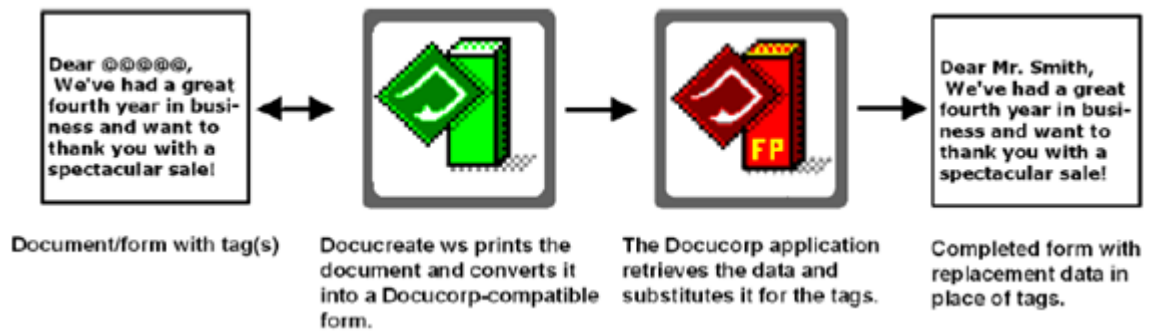 Dear @@@@@,
We've had a great
fourth year in busi-
ness and want to
thank you with a
spectacular sale!
Document/form with tag(s)
Docucreate ws prints the
document and converts it
into a Docucorp-compatible
form.
FP
The Docucorp application
retrieves the data and
substitutes it for the tags.
Dear Mr. Smith,
We've had a great
fourth year in busi-
ness and want to
thank you with a
spectacular sale!
Completed form with
replacement data in
place of tags.